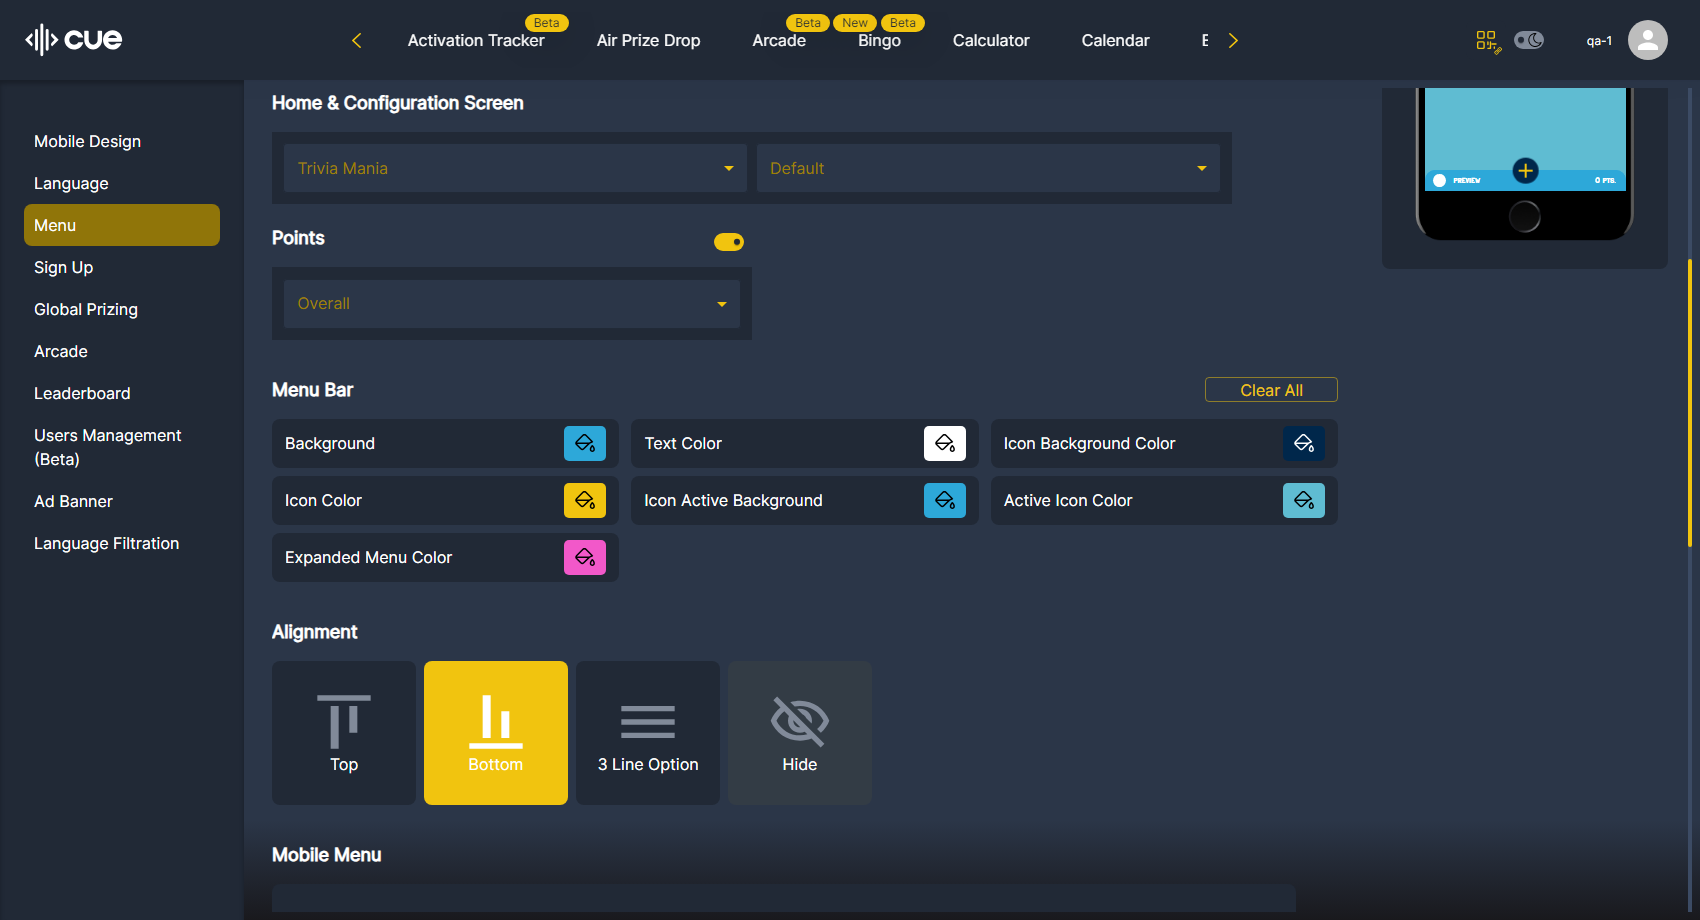 cue
Activation Tracker
Beta
Air Prize Drop
Arcade
Beta
Bingo
New
Beta
Calculator
Calendar
qa-1
Mobile Design
Language
Menu
Sign Up
Global Prizing
Arcade
Leaderboard
Users Management
(Beta)
Ad Banner
Language Filtration
Home & Configuration Screen
Trivia Mania
Default
Points
Overall
PREVIEW
0 PTS.
Menu Bar
Clear All
Background
Text Color
Icon Background Color
Icon Color
Icon Active Background
Active Icon Color
Expanded Menu Color
Alignment
Top
Bottom
3 Line Option
Hide
Mobile Menu